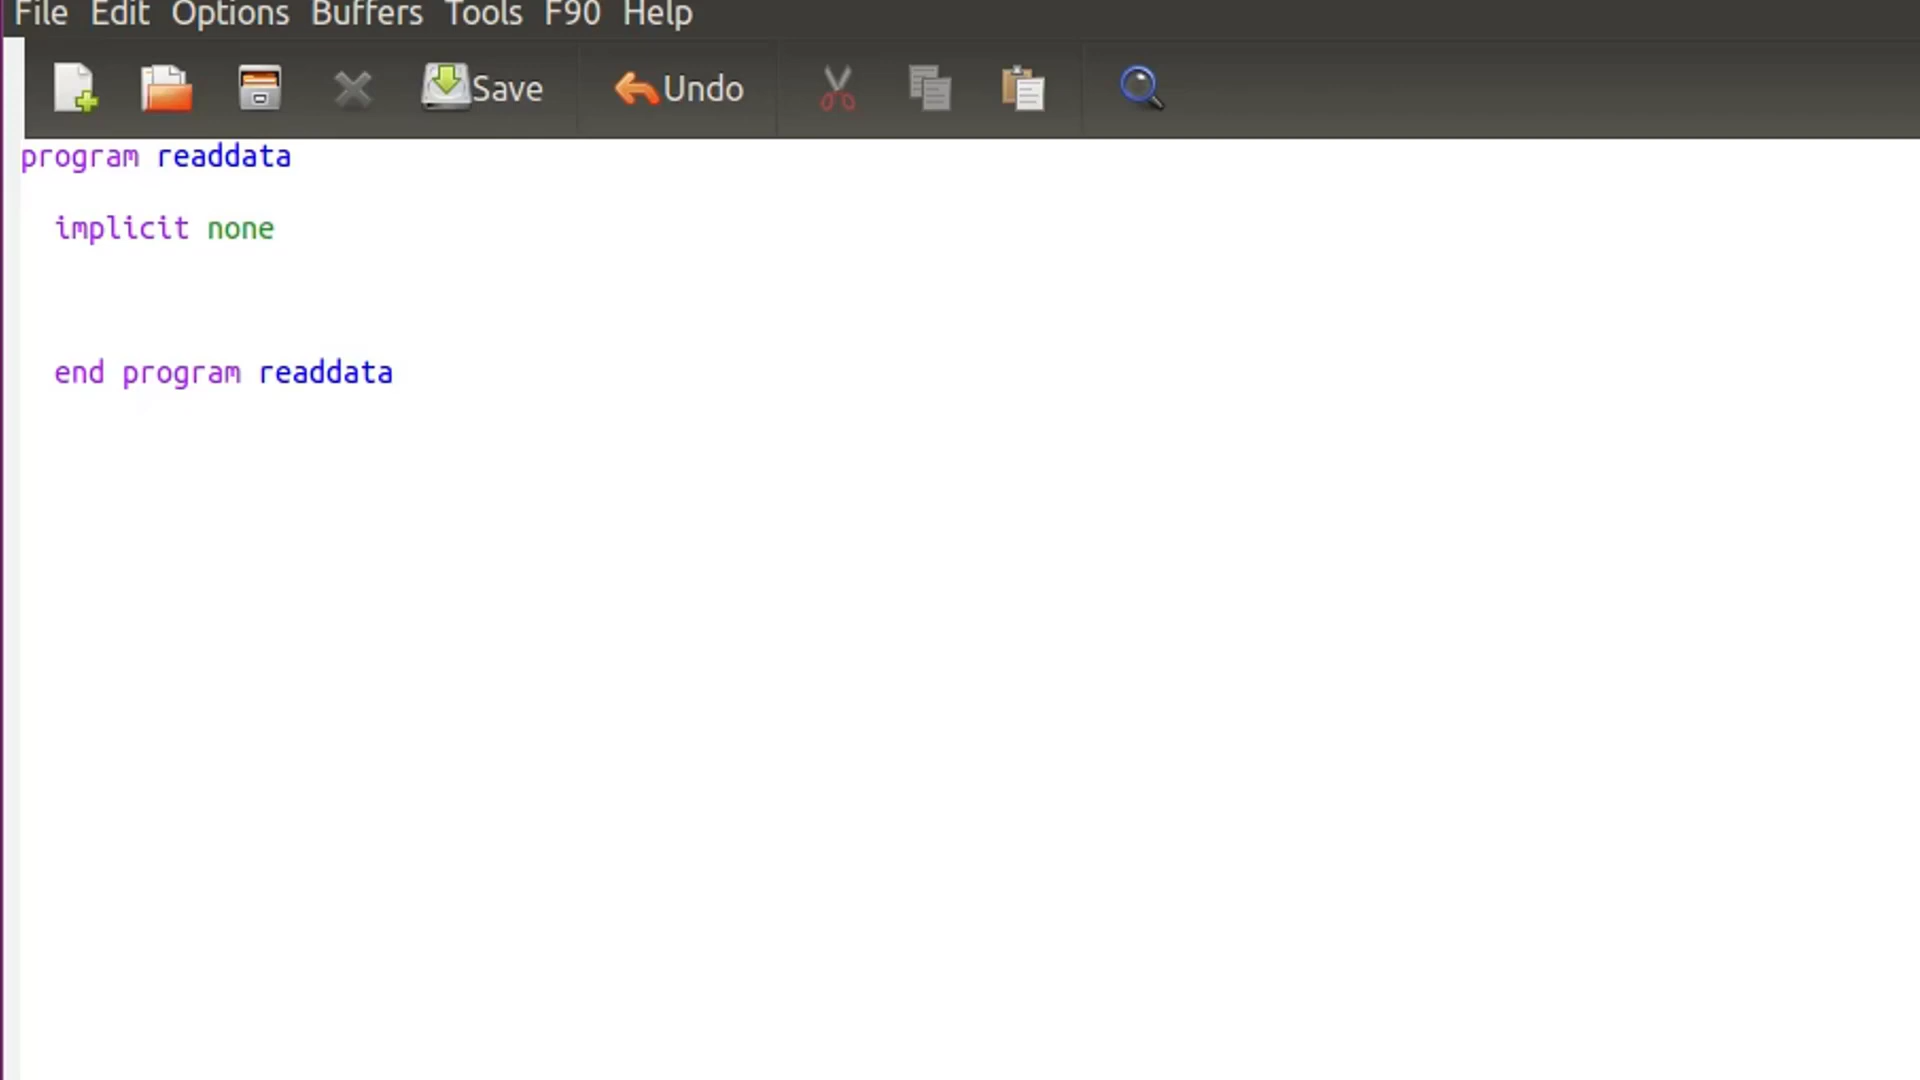 File Edit Options Buffers Tools F90 Help
Save Undo
program readdata
implicit none
end program readdata